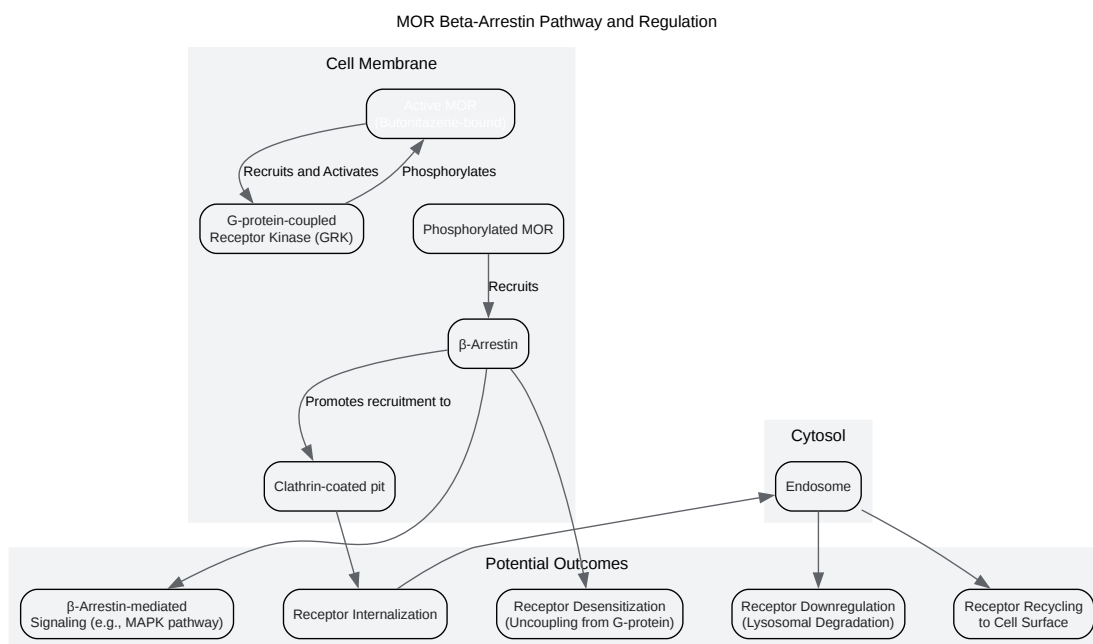 MOR Beta-Arrestin Pathway and Regulation
Cell Membrane
Active MOR
(Butonitazene-bound)
Recruits and Activates
Phosphorylates
G-protein-coupled
Receptor Kinase (GRK)
Phosphorylated MOR
Recruits
β-Arrestin
Promotes recruitment to
Cytosol
Clathrin-coated pit
Endosome
Potential Outcomes
β-Arrestin-mediated
Signaling (e.g., MAPK pathway)
Receptor Internalization
Receptor Desensitization
(Uncoupling from G-protein)
Receptor Downregulation
(Lysosomal Degradation)
Receptor Recycling
to Cell Surface